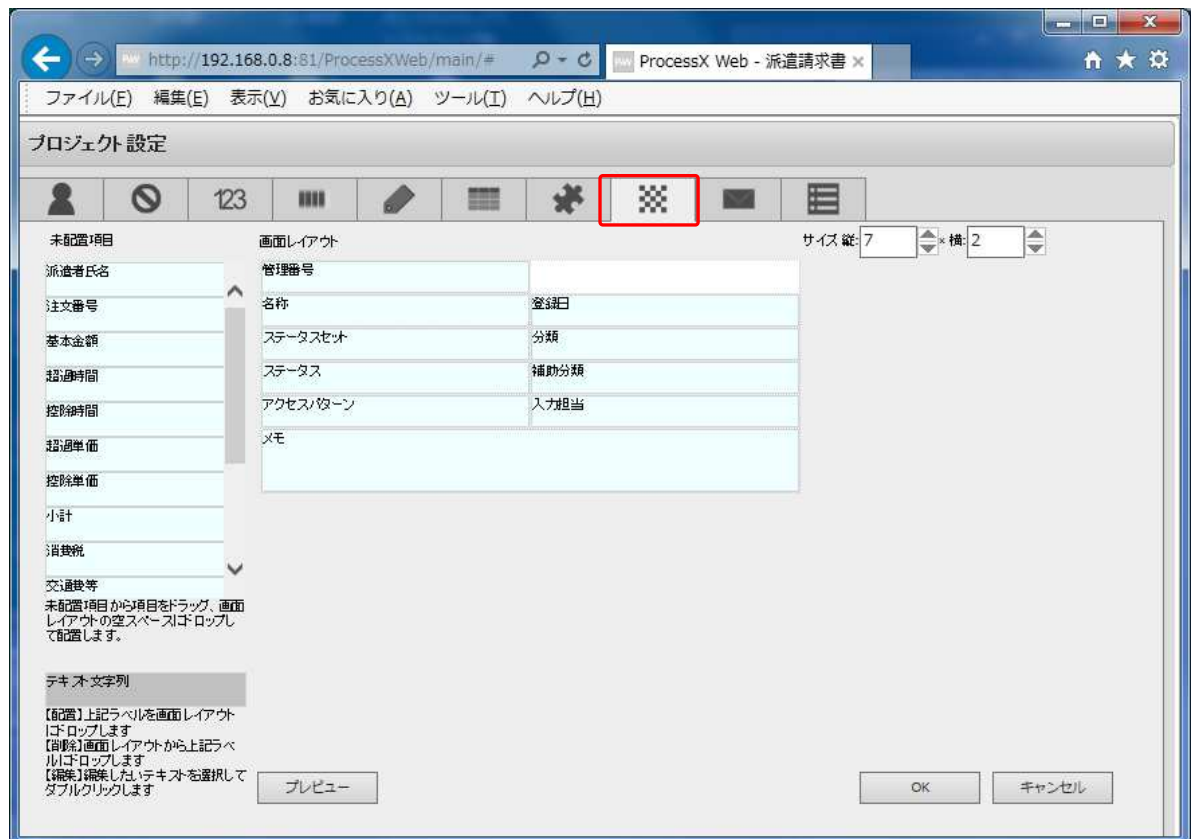 http://192.168.0.8:81/ProcessXWeb/main/#
ProcessX Web - 派遣請求書
ファイル(F) 編集(E) 表示(V) お気に入り(A) ツール(T) ヘルプ(H)
プロジェクト設定
123
未配置項目
画面レイアウト
サイズ 縦: 7 × 横: 2
派遣者氏名
注文番号
基本金額
超過時間
控除時間
超過単価
控除単価
小計
消費税
交通費等
管理番号
名称
登録日
ステータスセット
分類
ステータス
補助分類
アクセスパターン
入力担当
メモ
未配置項目から項目をドラッグ、画面
レイアウトの空スペースにドロップし
て配置します。
テキスト文字列
【配置】上記ラベルを画面レイアウト
にドロップします
【削除】画面レイアウトから上記ラベ
ルにドロップします
【編集】編集したいテキストを選択して
ダブルクリックします
プレビュー
OK
キャンセル